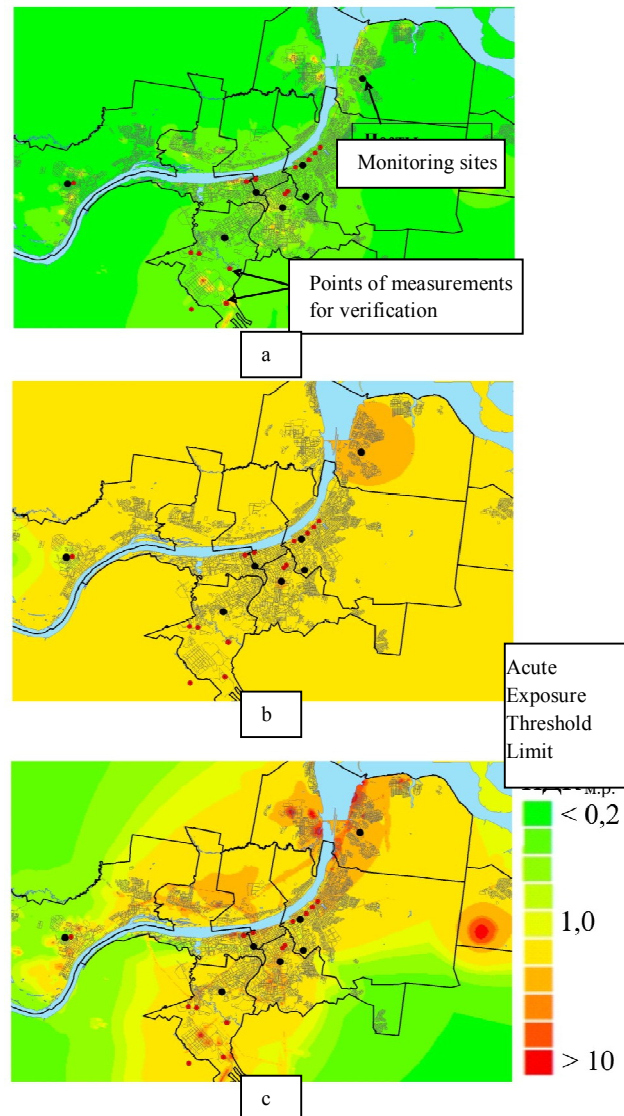 Monitoring sites
Points of measurements
for verification
a
b
Acute
Exposure
Threshold
Limit
м.р.
< 0,2
1,0
> 10
c